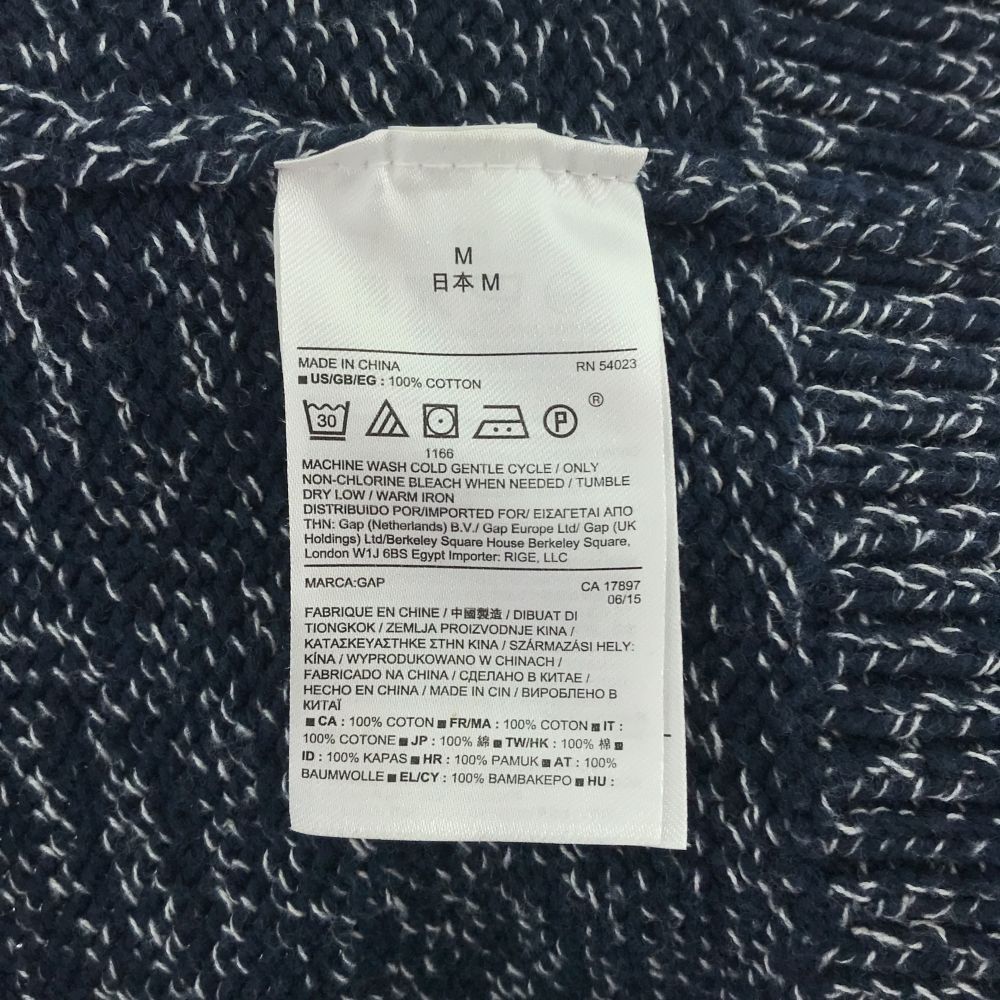 M
日本 M
MADE IN CHINA RN 54023
■ US/GB/EG : 100% COTTON
30 P ®
1166
MACHINE WASH COLD GENTLE CYCLE / ONLY
NON-CHLORINE BLEACH WHEN NEEDED / TUMBLE
DRY LOW / WARM IRON
DISTRIBUIDO POR/IMPORTED FOR/ ΕΙΣΑΓΕΤΑΙ ΑΠΟ
ΤΗΝ: Gap (Netherlands) B.V./ Gap Europe Ltd/ Gap (UK
Holdings) Ltd/Berkeley Square House Berkeley Square,
London W1J 6BS Egypt Importer: RIGE, LLC
MARCA:GAP CA 17897
06/15
FABRIQUE EN CHINE / 中國製造 / DIBUAT DI
TIONGKOK / ZEMLJA PROIZVODNJE KINA /
ΚΑΤΑΣΚΕΥΑΣΤΗΚΕ ΣΤΗΝ ΚΙΝΑ / SZÁRMAZÁSI HELY:
KÍNA / WYPRODUKOWANO W CHINACH /
FABRICADO NA CHINA / СДЕЛАНО В КИТАЕ /
HECHO EN CHINA / MADE IN CIN / ВИРОБЛЕНО В
КИТАЇ
■ CA : 100% COTON ■ FR/MA : 100% COTON ■ IT :
100% COTONE ■ JP : 100% 綿 ■ TW/HK : 100% 棉 ■
ID : 100% KAPAS ■ HR : 100% PAMUK ■ AT : 100%
BAUMWOLLE ■ EL/CY : 100% ΒΑΜΒΑΚΕΡΟ ■ HU :